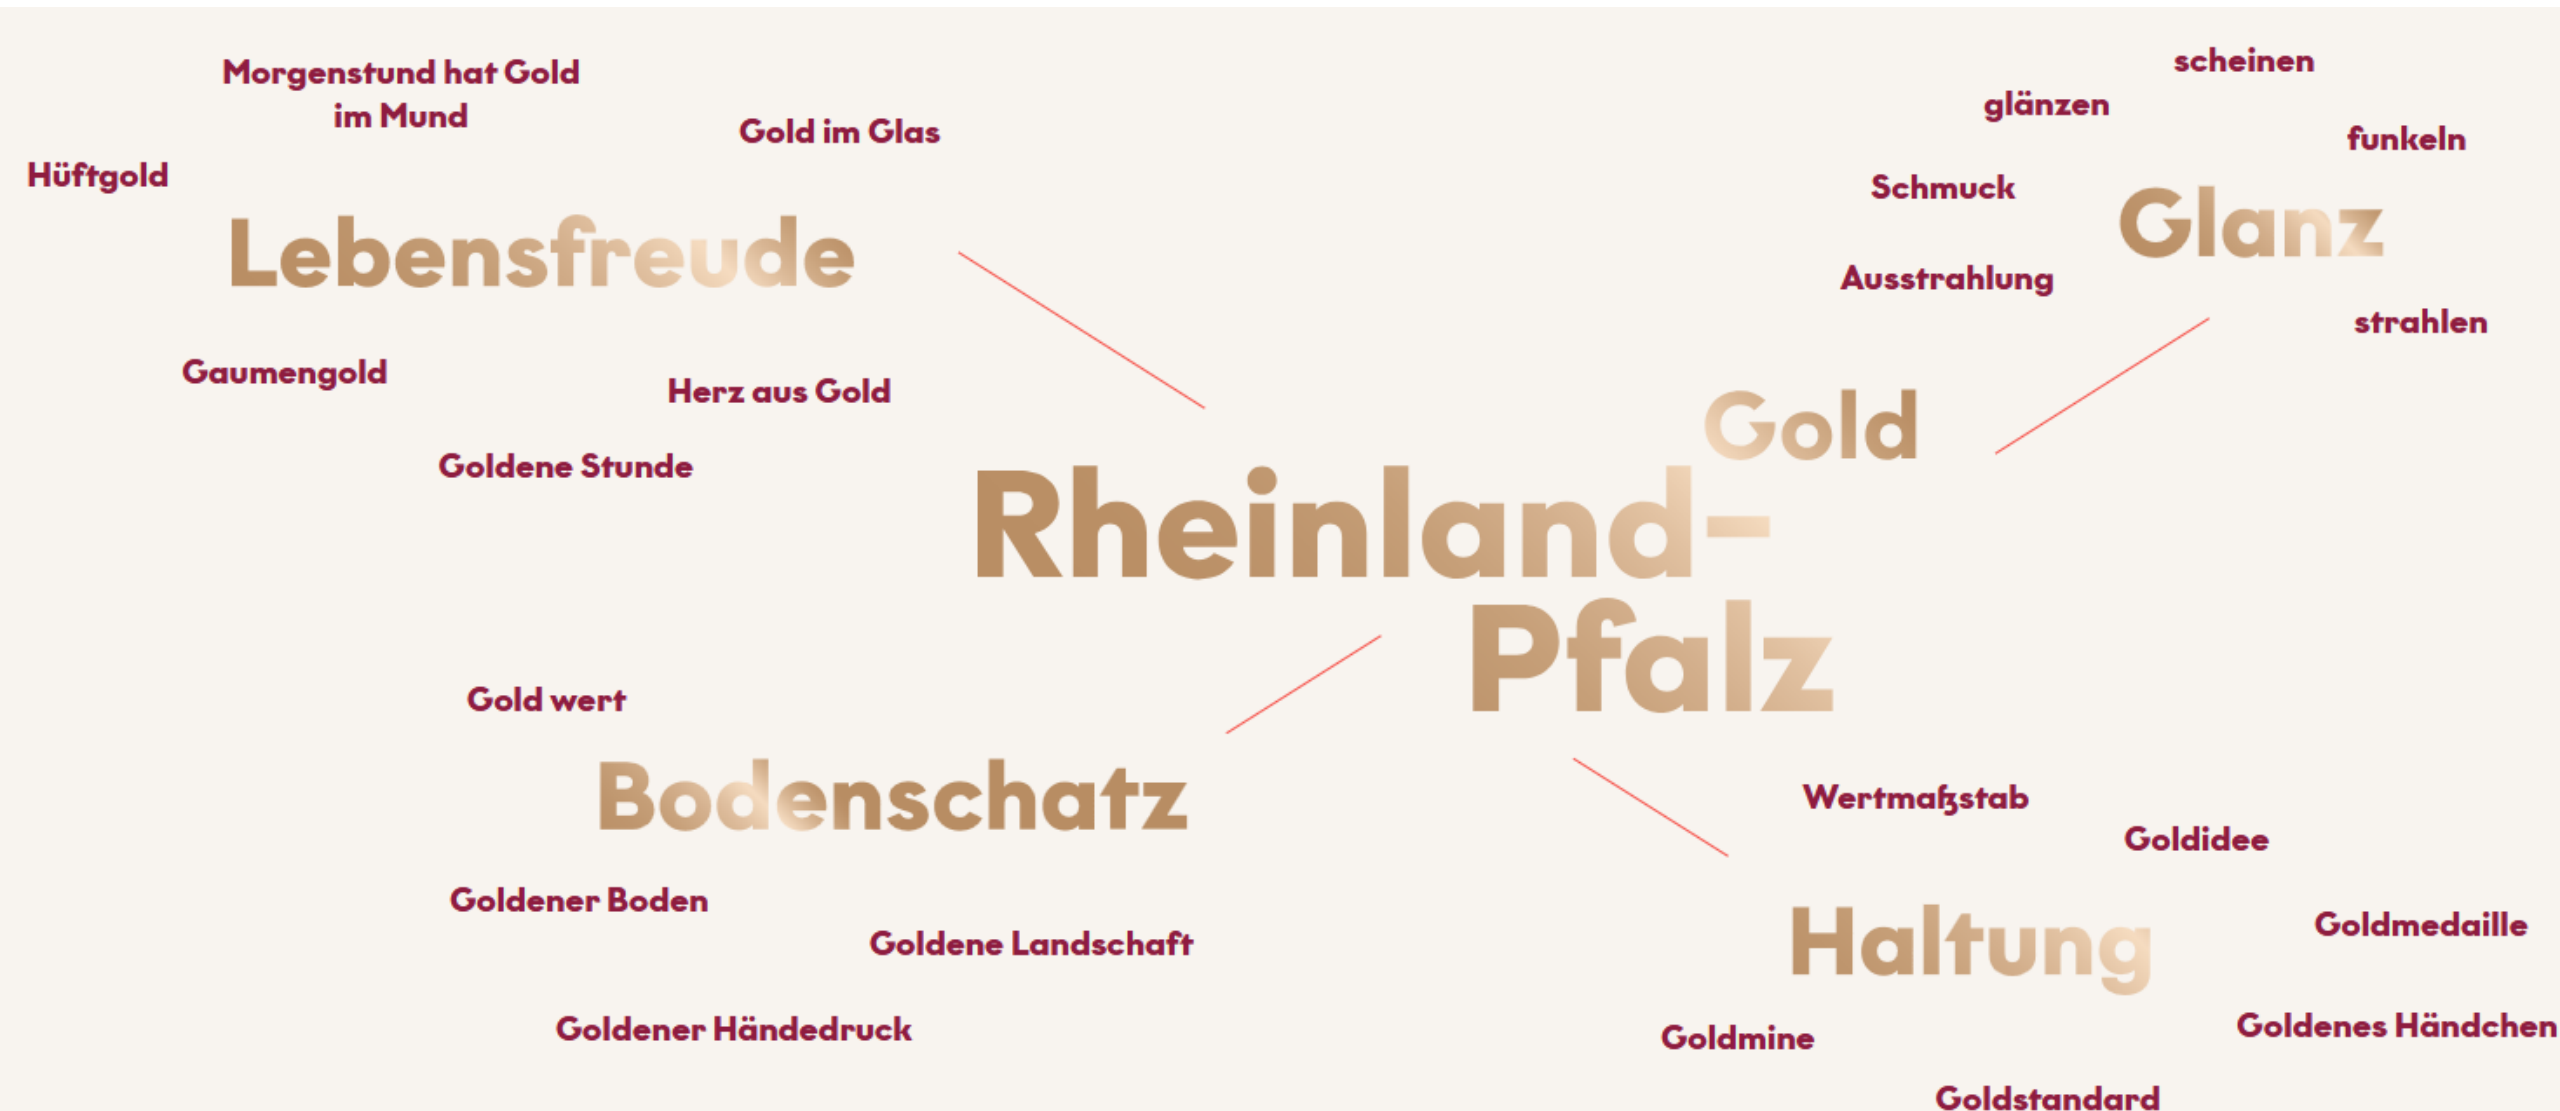 Morgenstund hat Gold
im Mund
Gold im Glas
Hüftgold
Lebensfreude
Gaumengold
Herz aus Gold
Goldene Stunde
scheinen
glänzen
funkeln
Schmuck
Glanz
Ausstrahlung
strahlen
Gold
Rheinland-
Pfalz
Gold wert
Bodenschatz
Goldener Boden
Goldene Landschaft
Goldener Händedruck
Wertmaßstab
Goldidee
Haltung
Goldmedaille
Goldenes Händchen
Goldmine
Goldstandard